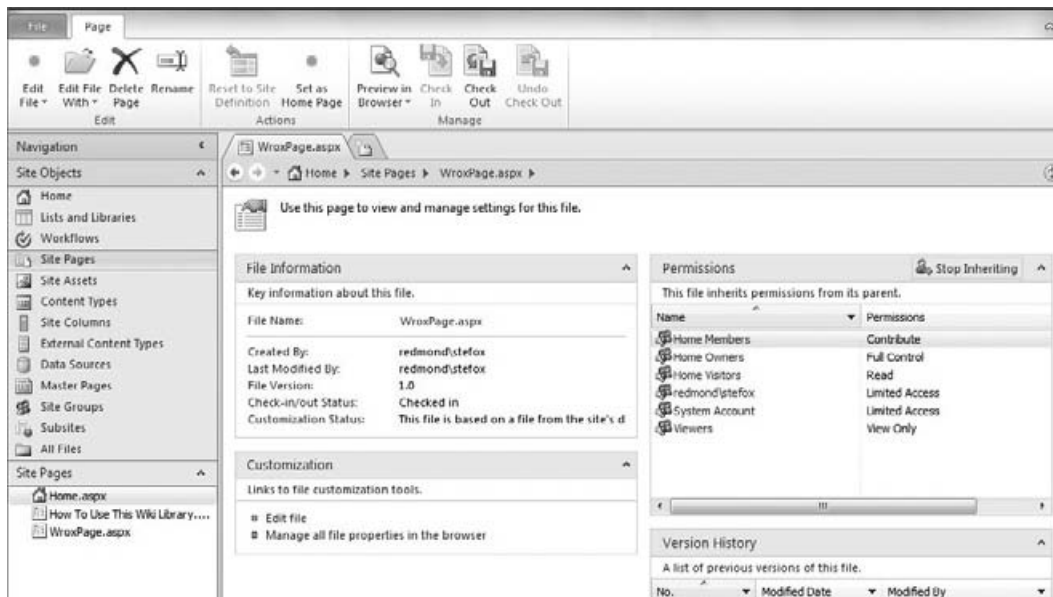 File Page
Edit File Edit File With Delete Page Rename Reset to Site Definition Set as Home Page Preview in Browser Check In Check Out Undo Check Out
Edit Actions Manage
Navigation
Site Objects
Home
Lists and Libraries
Workflows
Site Pages
Site Assets
Content Types
Site Columns
External Content Types
Data Sources
Master Pages
Site Groups
Subsites
All Files
Site Pages
Home.aspx
How To Use This Wiki Library....
WroxPage.aspx
WroxPage.aspx
Home Site Pages WroxPage.aspx
Use this page to view and manage settings for this file.
File Information
Key information about this file.
File Name: WroxPage.aspx
Created By: redmond\stefox
Last Modified By: redmond\stefox
File Version: 1.0
Check-in/out Status: Checked in
Customization Status: This file is based on a file from the site's d
Customization
Links to file customization tools.
Edit file
Manage all file properties in the browser
Permissions Stop Inheriting
This file inherits permissions from its parent.
Name Permissions
Home Members Contribute
Home Owners Full Control
Home Visitors Read
redmond\stefox Limited Access
System Account Limited Access
Viewers View Only
Version History
A list of previous versions of this file.
No. Modified Date Modified By